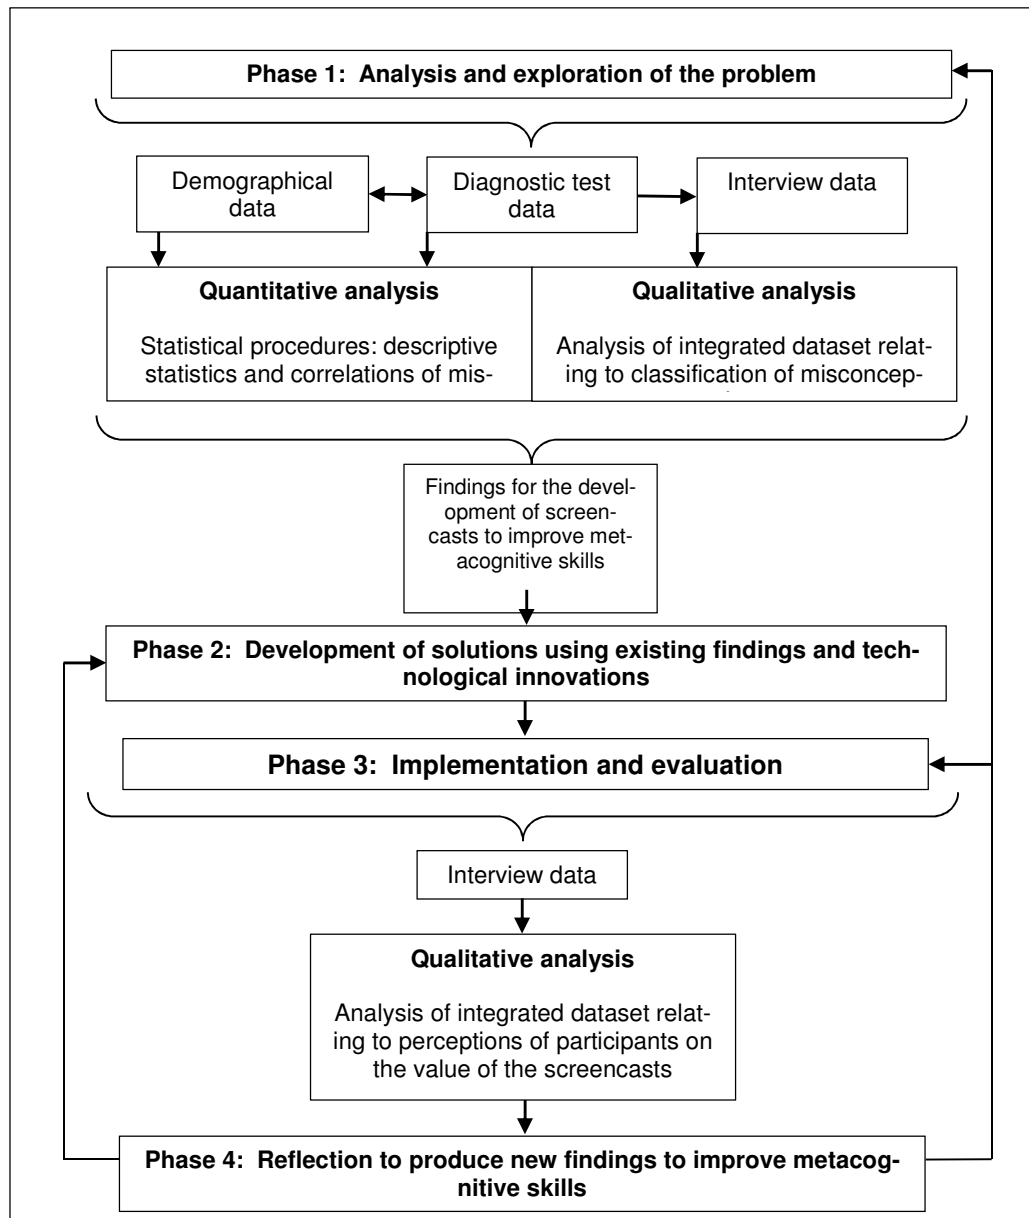 Phase 1: Analysis and exploration of the problem
Demographical
data
Diagnostic test
data
Interview data
Quantitative analysis
Statistical procedures: descriptive
statistics and correlations of mis-
Qualitative analysis
Analysis of integrated dataset relat-
ing to classification of misconcep-
Findings for the devel-
opment of screen-
casts to improve met-
acognitive skills
Phase 2: Development of solutions using existing findings and tech-
nological innovations
Phase 3: Implementation and evaluation
Interview data
Qualitative analysis
Analysis of integrated dataset relat-
ing to perceptions of participants on
the value of the screencasts
Phase 4: Reflection to produce new findings to improve metacog-
nitive skills